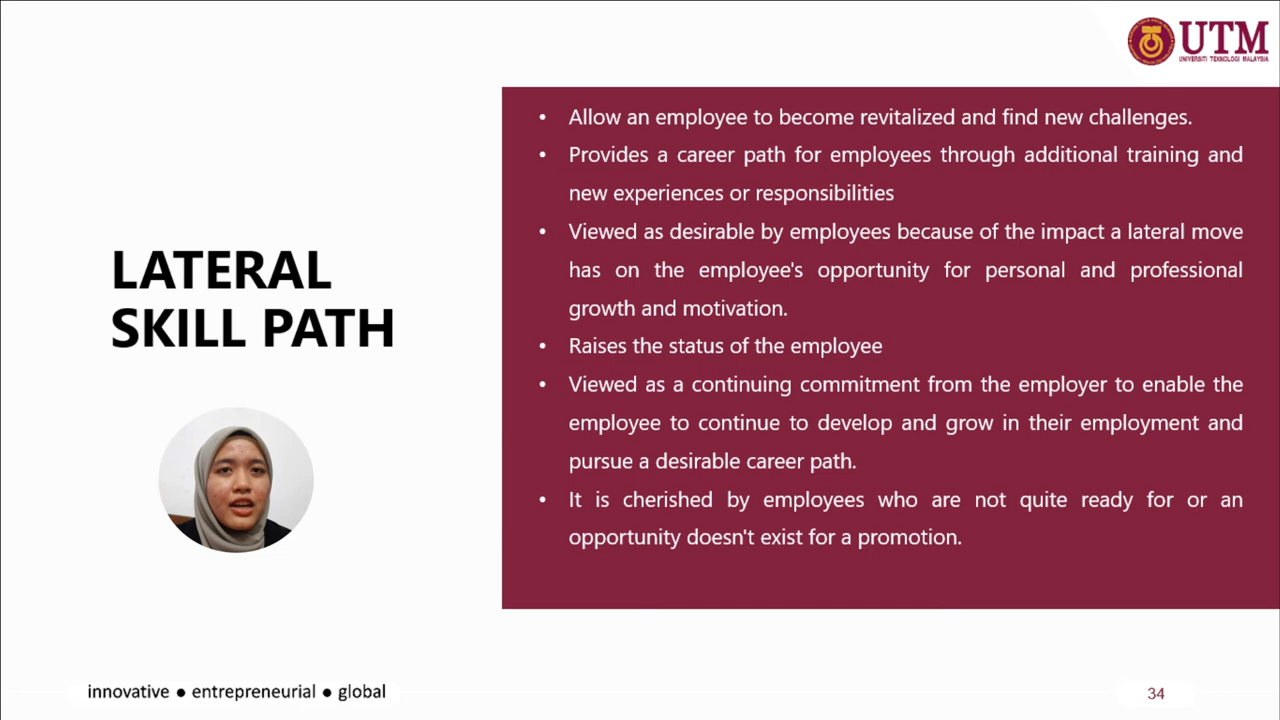 UTM
UNIVERSITI TEKNOLOGI MALAYSIA
LATERAL
SKILL PATH
• Allow an employee to become revitalized and find new challenges.
• Provides a career path for employees through additional training and
new experiences or responsibilities
• Viewed as desirable by employees because of the impact a lateral move
has on the employee's opportunity for personal and professional
growth and motivation.
• Raises the status of the employee
• Viewed as a continuing commitment from the employer to enable the
employee to continue to develop and grow in their employment and
pursue a desirable career path.
• It is cherished by employees who are not quite ready for or an
opportunity doesn't exist for a promotion.
innovative ● entrepreneurial ● global
34